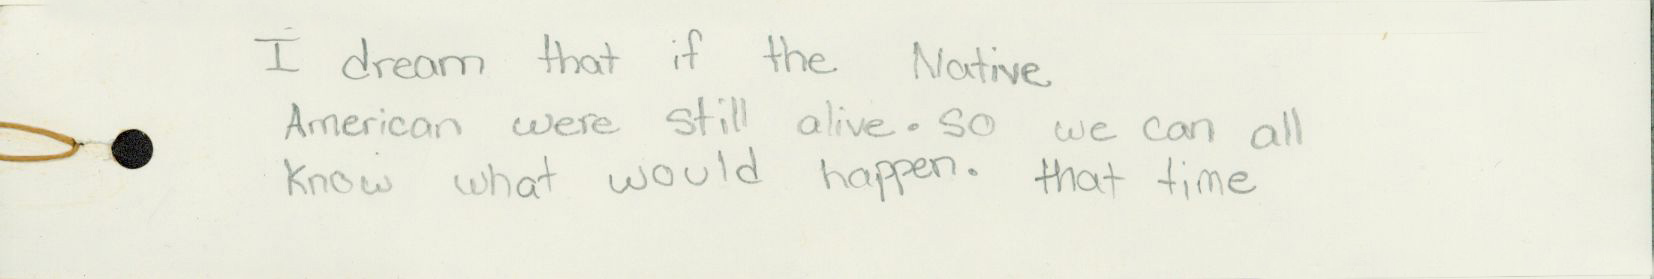 I dream that if the Native
American were still alive. so we can all
know what would happen. that time